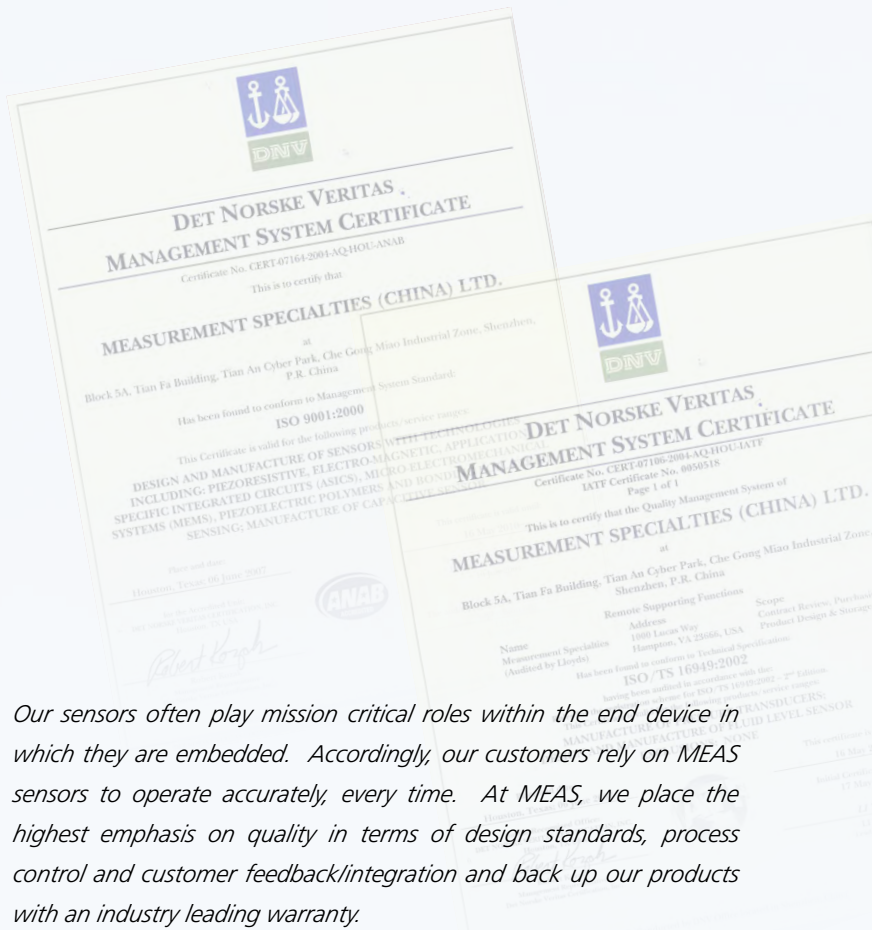 DNV
DET NORSKE VERITAS
MANAGEMENT SYSTEM CERTIFICATE
Certificate No. CERT-07164-2004-AQ-HOU-ANAB
This is to certify that
MEASUREMENT SPECIALTIES (CHINA) LTD.
at
Block 5A, Tian Fa Building, Tian An Cyber Park, Che Gong Miao Industrial Zone, Shenzhen,
P.R. China
Has been found to conform to Management System Standard:
ISO 9001:2000
This Certificate is valid for the following products/service ranges:
DESIGN AND MANUFACTURE OF SENSORS WITH TECHNOLOGIES
INCLUDING: PIEZORESISTIVE, ELECTRO-MAGNETIC, APPLICATION
SPECIFIC INTEGRATED CIRCUITS (ASICS), MICRO-ELECTROMECHANICAL
SYSTEMS (MEMS), PIEZOELECTRIC POLYMERS AND
SENSING; MANUFACTURE OF CAPACITIVE SENSOR
Place and date:
Houston, Texas 06 June 2007
ANAB
DNV
DET NORSKE VERITAS
MANAGEMENT SYSTEM CERTIFICATE
Certificate No. CERT-07106-2004-AQ-HOU-IATF
IATF Certificate No. 0050518
Page 1 of 1
This is to certify that the Quality Management System of
MEASUREMENT SPECIALTIES (CHINA) LTD.
at
Block 5A, Tian Fa Building, Tian An Cyber Park, Che Gong Miao Industrial Zone,
Shenzhen, P.R. China
Remote Supporting Functions
Name Address Scope
Measurement Specialties 1000 Lucas Way Contract Review,
(Audited by Lloyds) Hampton, VA 23666, USA Product Design &
Has been found to conform to Technical Specification:
ISO/TS 16949:2002
MANUFACTURE OF FLUID LEVEL SENSOR
NONE
Our sensors often play mission critical roles within the end device in
which they are embedded. Accordingly, our customers rely on MEAS
sensors to operate accurately, every time. At MEAS, we place the
highest emphasis on quality in terms of design standards, process
control and customer feedback/integration and back up our products
with an industry leading warranty.